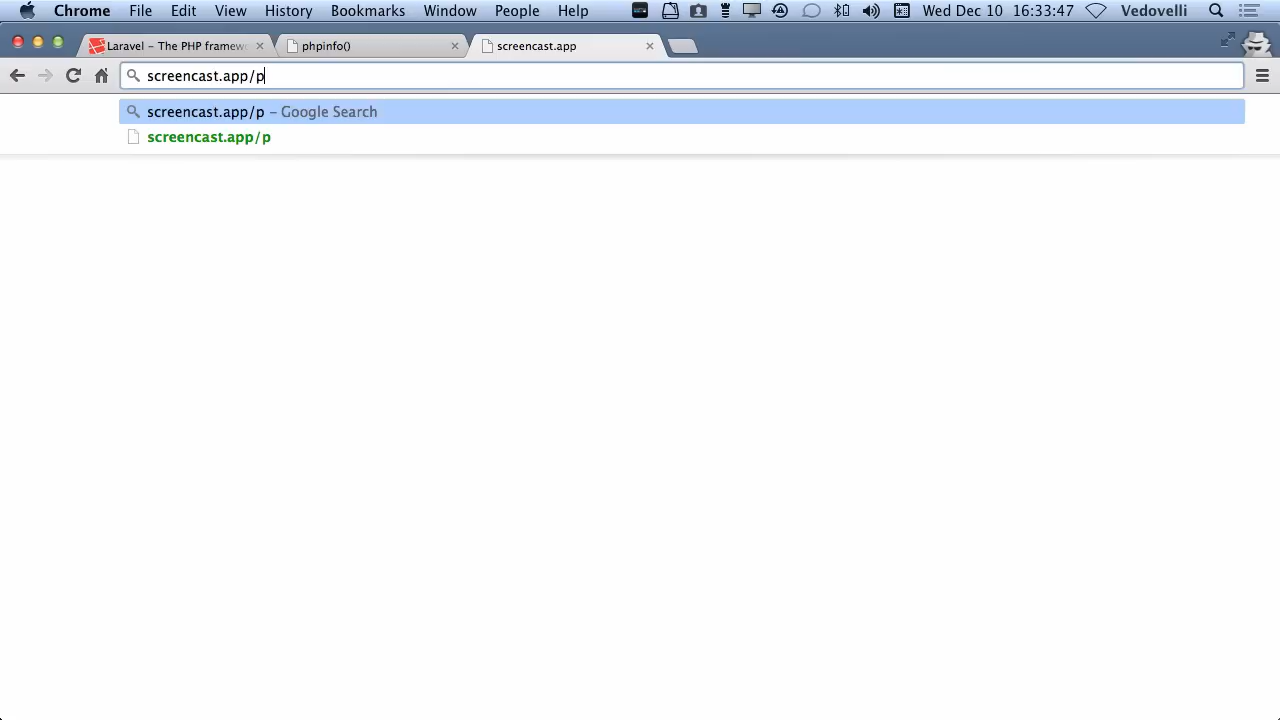 Chrome File Edit View History Bookmarks Window People Help Wed Dec 10 16:33:47 Vedovelli
Laravel – The PHP framew phpinfo() screencast.app
screencast.app/p
screencast.app/p – Google Search
screencast.app/p